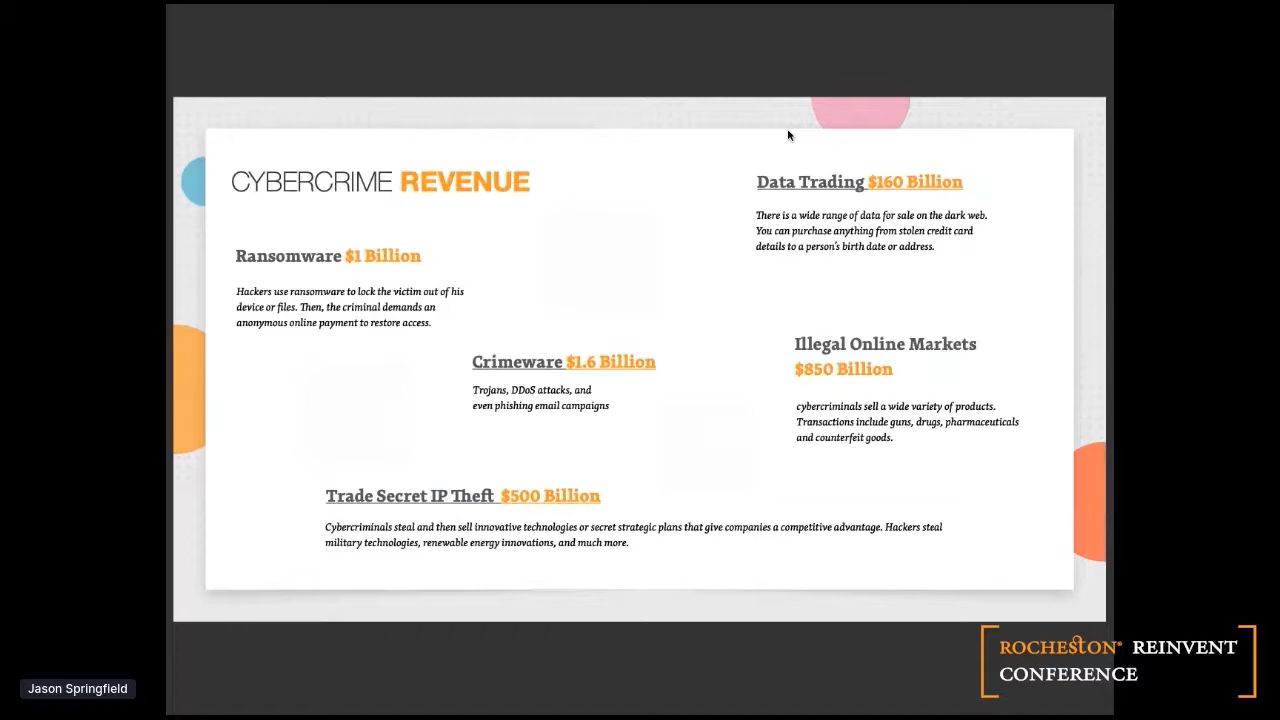 CYBERCRIME REVENUE
Ransomware $1 Billion
Hackers use ransomware to lock the victim out of his
device or files. Then, the criminal demands an
anonymous online payment to restore access.
Crimeware $1.6 Billion
Trojans, DDoS attacks, and
even phishing email campaigns
Trade Secret IP Theft $500 Billion
Cybercriminals steal and then sell innovative technologies or secret strategic plans that give companies a competitive advantage. Hackers steal
military technologies, renewable energy innovations, and much more.
Data Trading $160 Billion
There is a wide range of data for sale on the dark web.
You can purchase anything from stolen credit card
details to a person's birth date or address.
Illegal Online Markets
$850 Billion
cybercriminals sell a wide variety of products.
Transactions include guns, drugs, pharmaceuticals
and counterfeit goods.
Jason Springfield
ROCHESTON® REINVENT
CONFERENCE